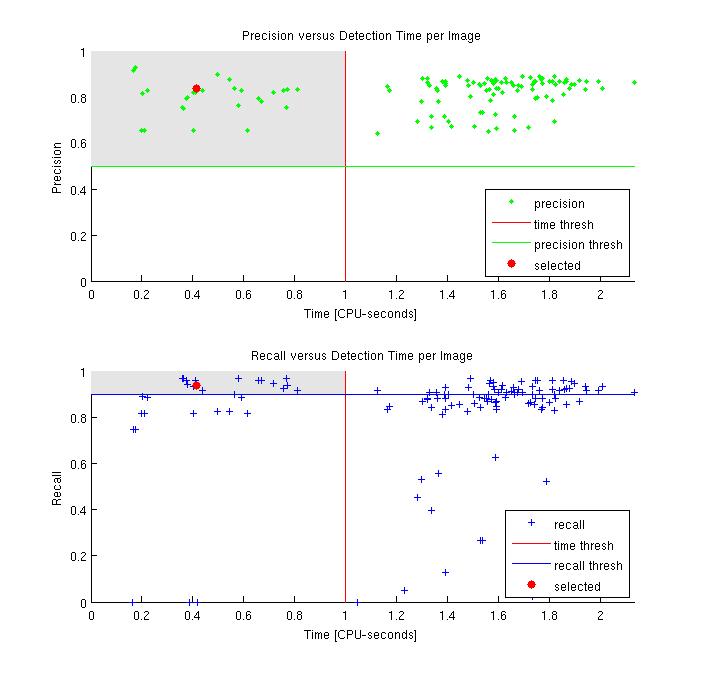 Precision versus Detection Time per Image
1
0.8
0.6
0.4
0.2
0
Precision
precision
time thresh
precision thresh
selected
0 0.2 0.4 0.6 0.8 1 1.2 1.4 1.6 1.8 2
Time [CPU-seconds]
Recall versus Detection Time per Image
1
0.8
0.6
0.4
0.2
0
Recall
recall
time thresh
recall thresh
selected
0 0.2 0.4 0.6 0.8 1 1.2 1.4 1.6 1.8 2
Time [CPU-seconds]